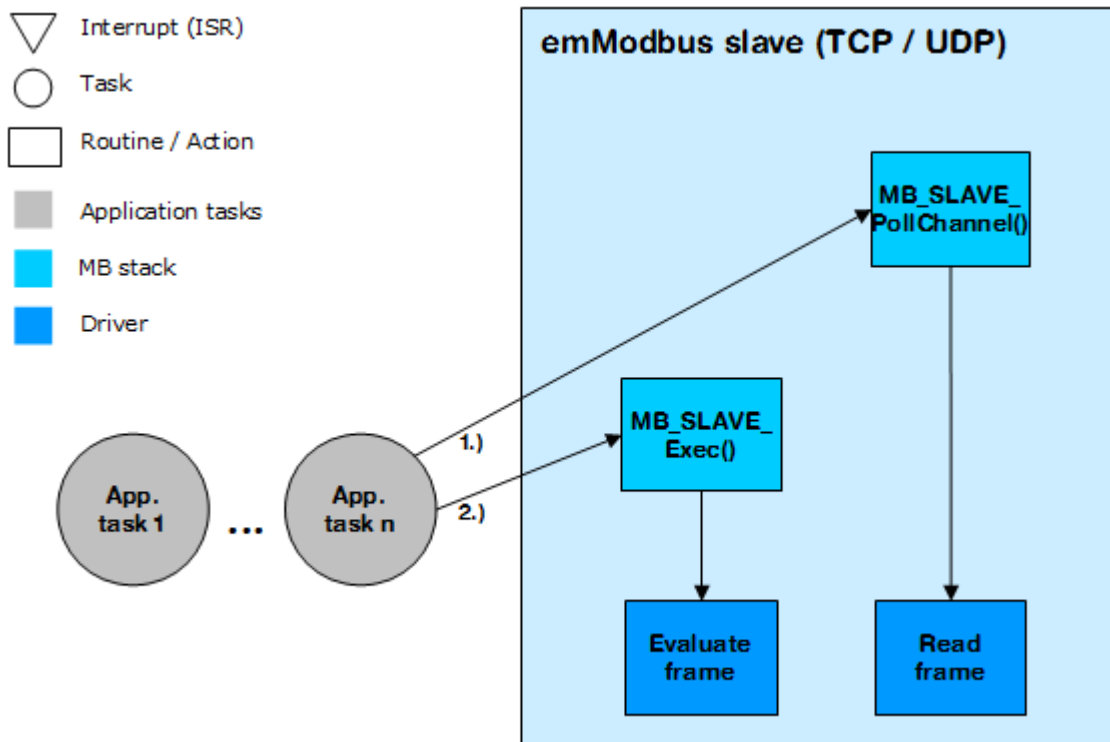 Interrupt (ISR)
Task
Routine / Action
Application tasks
MB stack
Driver
emModbus slave (TCP / UDP)
MB_SLAVE_
PollChannel()
MB_SLAVE_
Exec()
1.)
2.)
App.
task 1
...
App.
task n
Evaluate
frame
Read
frame